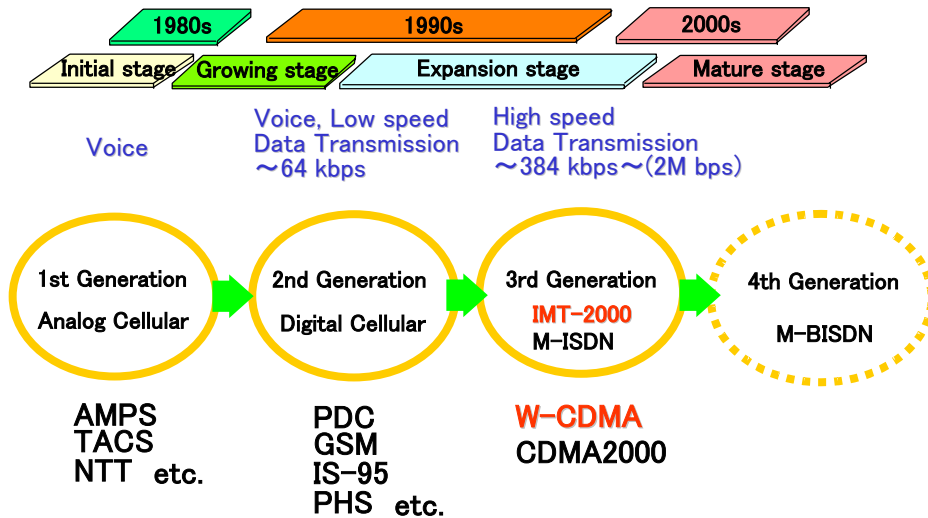 1980s
1990s
2000s
Initial stage
Growing stage
Expansion stage
Mature stage
Voice
Voice, Low speed
Data Transmission
~64 kbps
High speed
Data Transmission
~384 kbps~(2M bps)
1st Generation
Analog Cellular
2nd Generation
Digital Cellular
3rd Generation
IMT-2000
M-ISDN
4th Generation
M-BISDN
AMPS
TACS
NTT etc.
PDC
GSM
IS-95
PHS etc.
W-CDMA
CDMA2000